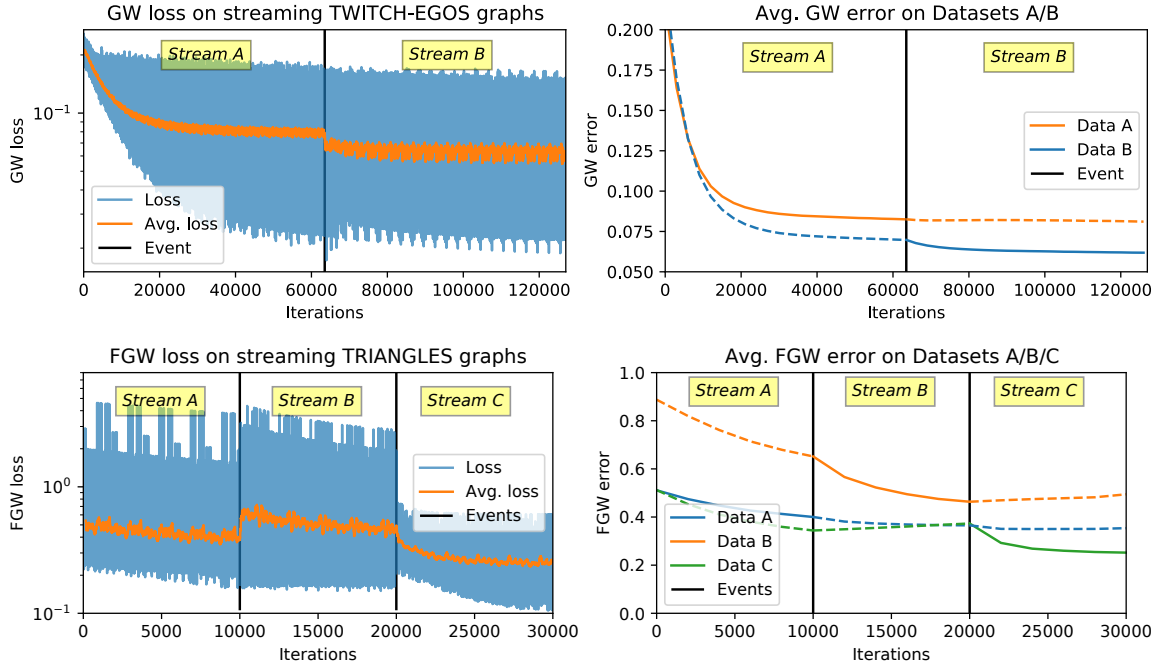 GW loss on streaming TWITCH-EGOS graphs
Stream A
Stream B
10⁻¹
GW loss
Loss
Avg. loss
Event
0 20000 40000 60000 80000 100000 120000
Iterations
Avg. GW error on Datasets A/B
0.200
Stream A
Stream B
0.175
0.150
0.125
0.100
0.075
0.050
GW error
Data A
Data B
Event
0 20000 40000 60000 80000 100000 120000
Iterations
FGW loss on streaming TRIANGLES graphs
Stream A
Stream B
Stream C
10⁰
10⁻¹
FGW loss
Loss
Avg. loss
Events
0 5000 10000 15000 20000 25000 30000
Iterations
Avg. FGW error on Datasets A/B/C
1.0
Stream A
Stream B
Stream C
0.8
0.6
0.4
0.2
0.0
FGW error
Data A
Data B
Data C
Events
0 5000 10000 15000 20000 25000 30000
Iterations